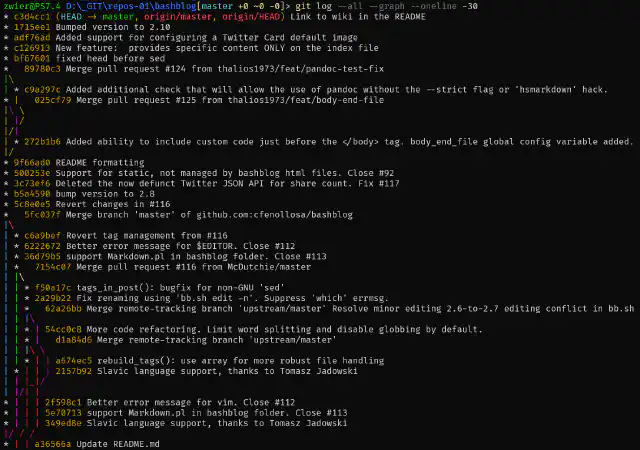 zwier@PS7.4 D:\_GIT\repos-01\bashblog[master +0 ~0 -0]> git log --all --graph --oneline -30
* c3d4cc1 (HEAD -> master, origin/master, origin/HEAD) Link to wiki in the README
* 1715ee1 Bumped version to 2.10
* adf76ad Added support for configuring a Twitter Card default image
* c126913 New feature:  provides specific content ONLY on the index file
* bf67601 fixed head before sed
*   89780c3 Merge pull request #124 from thalios1973/feat/pandoc-test-fix
|\
| * c9a297c Added additional check that will allow the use of pandoc without the --strict flag or 'hsmarkdown' hack.
* |   025cf79 Merge pull request #125 from thalios1973/feat/body-end-file
|\ \
| |/
|/|
| * 272b1b6 Added ability to include custom code just before the </body> tag. body_end_file global config variable added.
|/
* 9f66ad0 README formatting
* 500253e Support for static, not managed by bashblog html files. Close #92
* 3c73ef6 Deleted the now defunct Twitter JSON API for share count. Fix #117
* b5a4590 bump version to 2.8
* 5c8e0e5 Revert changes in #116
*   5fc037f Merge branch 'master' of github.com:cfenollosa/bashblog
|\
| * c6a9bef Revert tag management from #116
| * 6222672 Better error message for $EDITOR. Close #112
| * 36d79b5 support Markdown.pl in bashblog folder. Close #113
| *   7154c07 Merge pull request #116 from McDutchie/master
| |\
| | * f50a17c tags_in_post(): bugfix for non-GNU 'sed'
| | * 2a29b22 Fix renaming using 'bb.sh edit -n'. Suppress 'which' errmsg.
| | *   62a26bb Merge remote-tracking branch 'upstream/master' Resolve minor editing 2.6-to-2.7 editing conflict in bb.sh
| | |\
| | * | 54cc0c8 More code refactoring. Limit word splitting and disable globbing by default.
| | * |   d1a84d6 Merge remote-tracking branch 'upstream/master'
| | |\ \
| | * | | a674ec5 rebuild_tags(): use array for more robust file handling
| * | | | 2157b92 Slavic language support, thanks to Tomasz Jadowski
| | |_|/
| |/| |
| * | | 2f598c1 Better error message for vim. Close #112
| * | | 5e70713 support Markdown.pl in bashblog folder. Close #113
| * | | 349ed8e Slavic language support, thanks to Tomasz Jadowski
|/ / /
* | | a36566a Update README.md